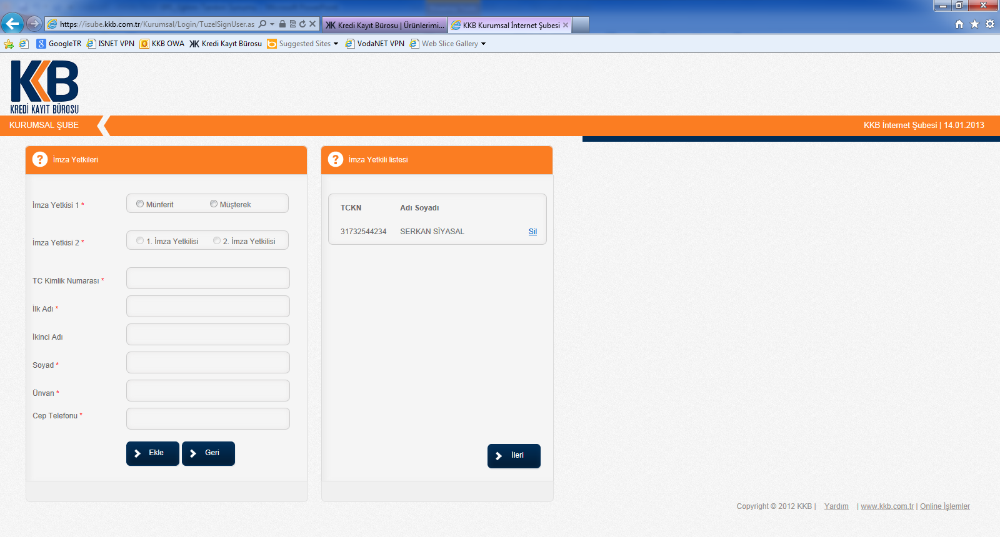 https://isube.kkb.com.tr/Kurumsal/Login/TuzelSignUser.as
Kredi Kayıt Bürosu | Ürünlerimi...
KKB Kurumsal İnternet Şubesi
GoogleTR
ISNET VPN
KKB OWA
Kredi Kayıt Bürosu
Suggested Sites
VodaNET VPN
Web Slice Gallery
KKB
KREDİ KAYIT BÜROSU
KURUMSAL ŞUBE
KKB İnternet Şubesi | 14.01.2013
İmza Yetkileri
İmza Yetkisi 1 *
Münferit
Müşterek
İmza Yetkisi 2 *
1. İmza Yetkilisi
2. İmza Yetkilisi
TC Kimlik Numarası *
İlk Adı *
İkinci Adı
Soyad *
Ünvan *
Cep Telefonu *
Ekle
Geri
İmza Yetkili listesi
TCKN Adı Soyadı
31732544234 SERKAN SİYASAL Sil
İleri
Copyright © 2012 KKB | Yardım | www.kkb.com.tr | Online İşlemler